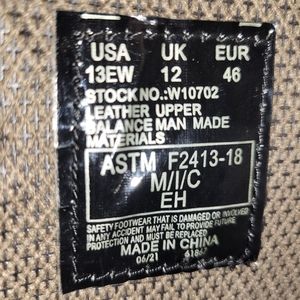 USA UK EUR
13EW 12 46
STOCK NO.:W10702
LEATHER UPPER
BALANCE MAN MADE
MATERIALS
ASTM F2413-18
M/I/C
EH
SAFETY FOOTWEAR THAT IS DAMAGED OR INVOLVED
IN ANY ACCIDENT MAY FAIL TO PROVIDE FURTHER
PROTECTION AND MUST BE REPLACED
MADE IN CHINA
06/21